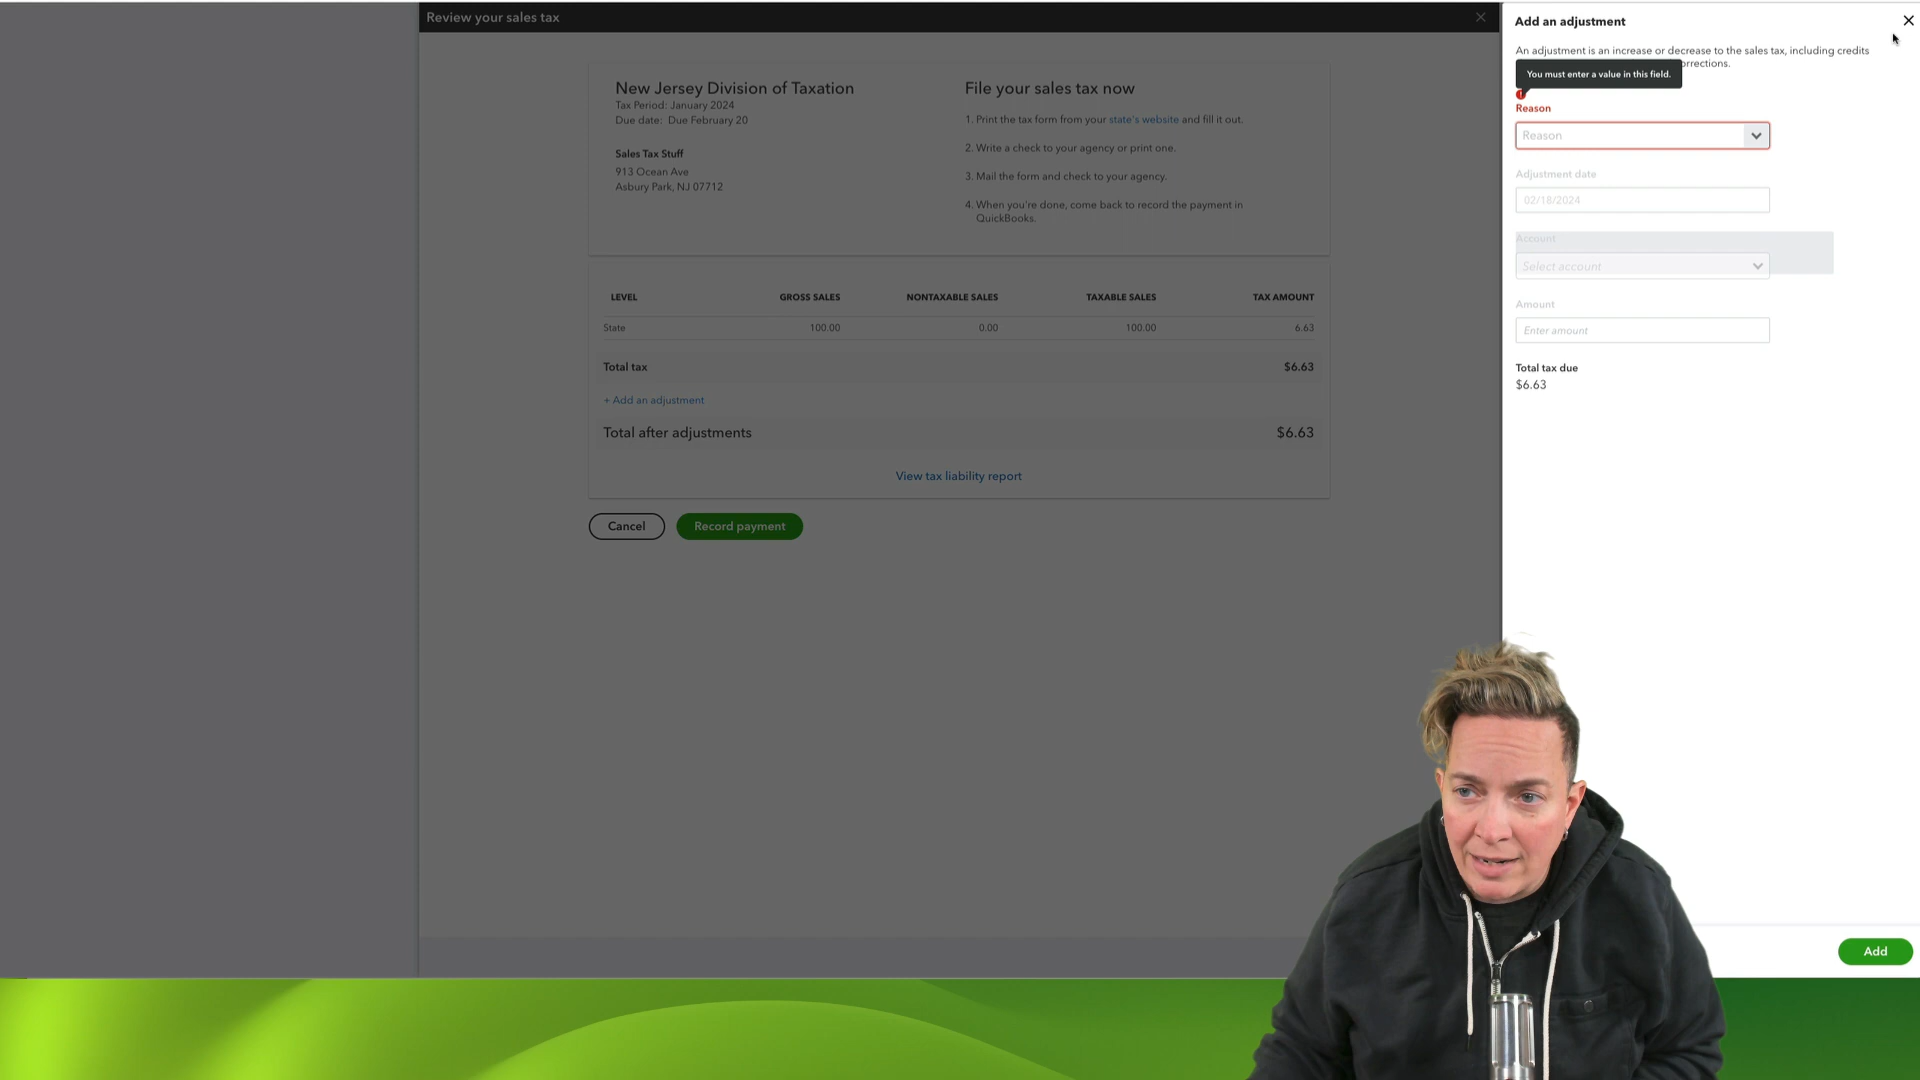 Review your sales tax
New Jersey Division of Taxation
Tax Period: January 2024
Due date: Due February 20
Sales Tax Stuff
913 Ocean Ave
Asbury Park, NJ 07712
File your sales tax now
1. Print the tax form from your state's website and fill it out.
2. Write a check to your agency or print one.
3. Mail the form and check to your agency.
4. When you're done, come back to record the payment in
QuickBooks.
LEVEL GROSS SALES NONTAXABLE SALES TAXABLE SALES TAX AMOUNT
State 100.00 0.00 100.00 6.63
Total tax $6.63
+ Add an adjustment
Total after adjustments $6.63
View tax liability report
Cancel Record payment
Add an adjustment
An adjustment is an increase or decrease to the sales tax, including credits
orrections.
You must enter a value in this field.
Reason
Reason
Adjustment date
02/18/2024
Account
Select account
Amount
Enter amount
Total tax due
$6.63
Add